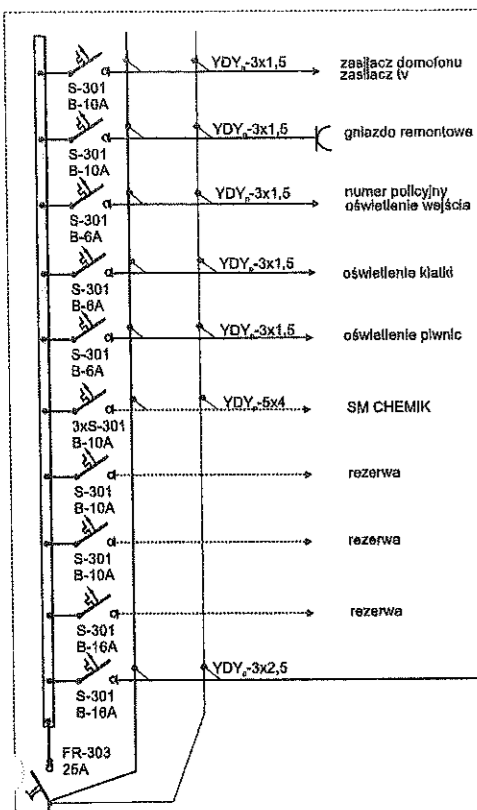 YDYp-3x1,5
zasilacz domofonu
zasilacz tv
S-301
B-10A
YDYp-3x1,5
gniazdo remontowe
S-301
B-10A
YDYp-3x1,5
numer policyjny
oświetlenie wejścia
S-301
B-6A
YDYp-3x1,5
oświetlenie klatki
S-301
B-6A
YDYp-3x1,5
oświetlenie piwnic
S-301
B-6A
YDYp-5x4
SM CHEMIK
3xS-301
B-10A
rezerwa
S-301
B-10A
rezerwa
S-301
B-10A
rezerwa
S-301
B-16A
YDYp-3x2,5
S-301
B-16A
FR-303
25A